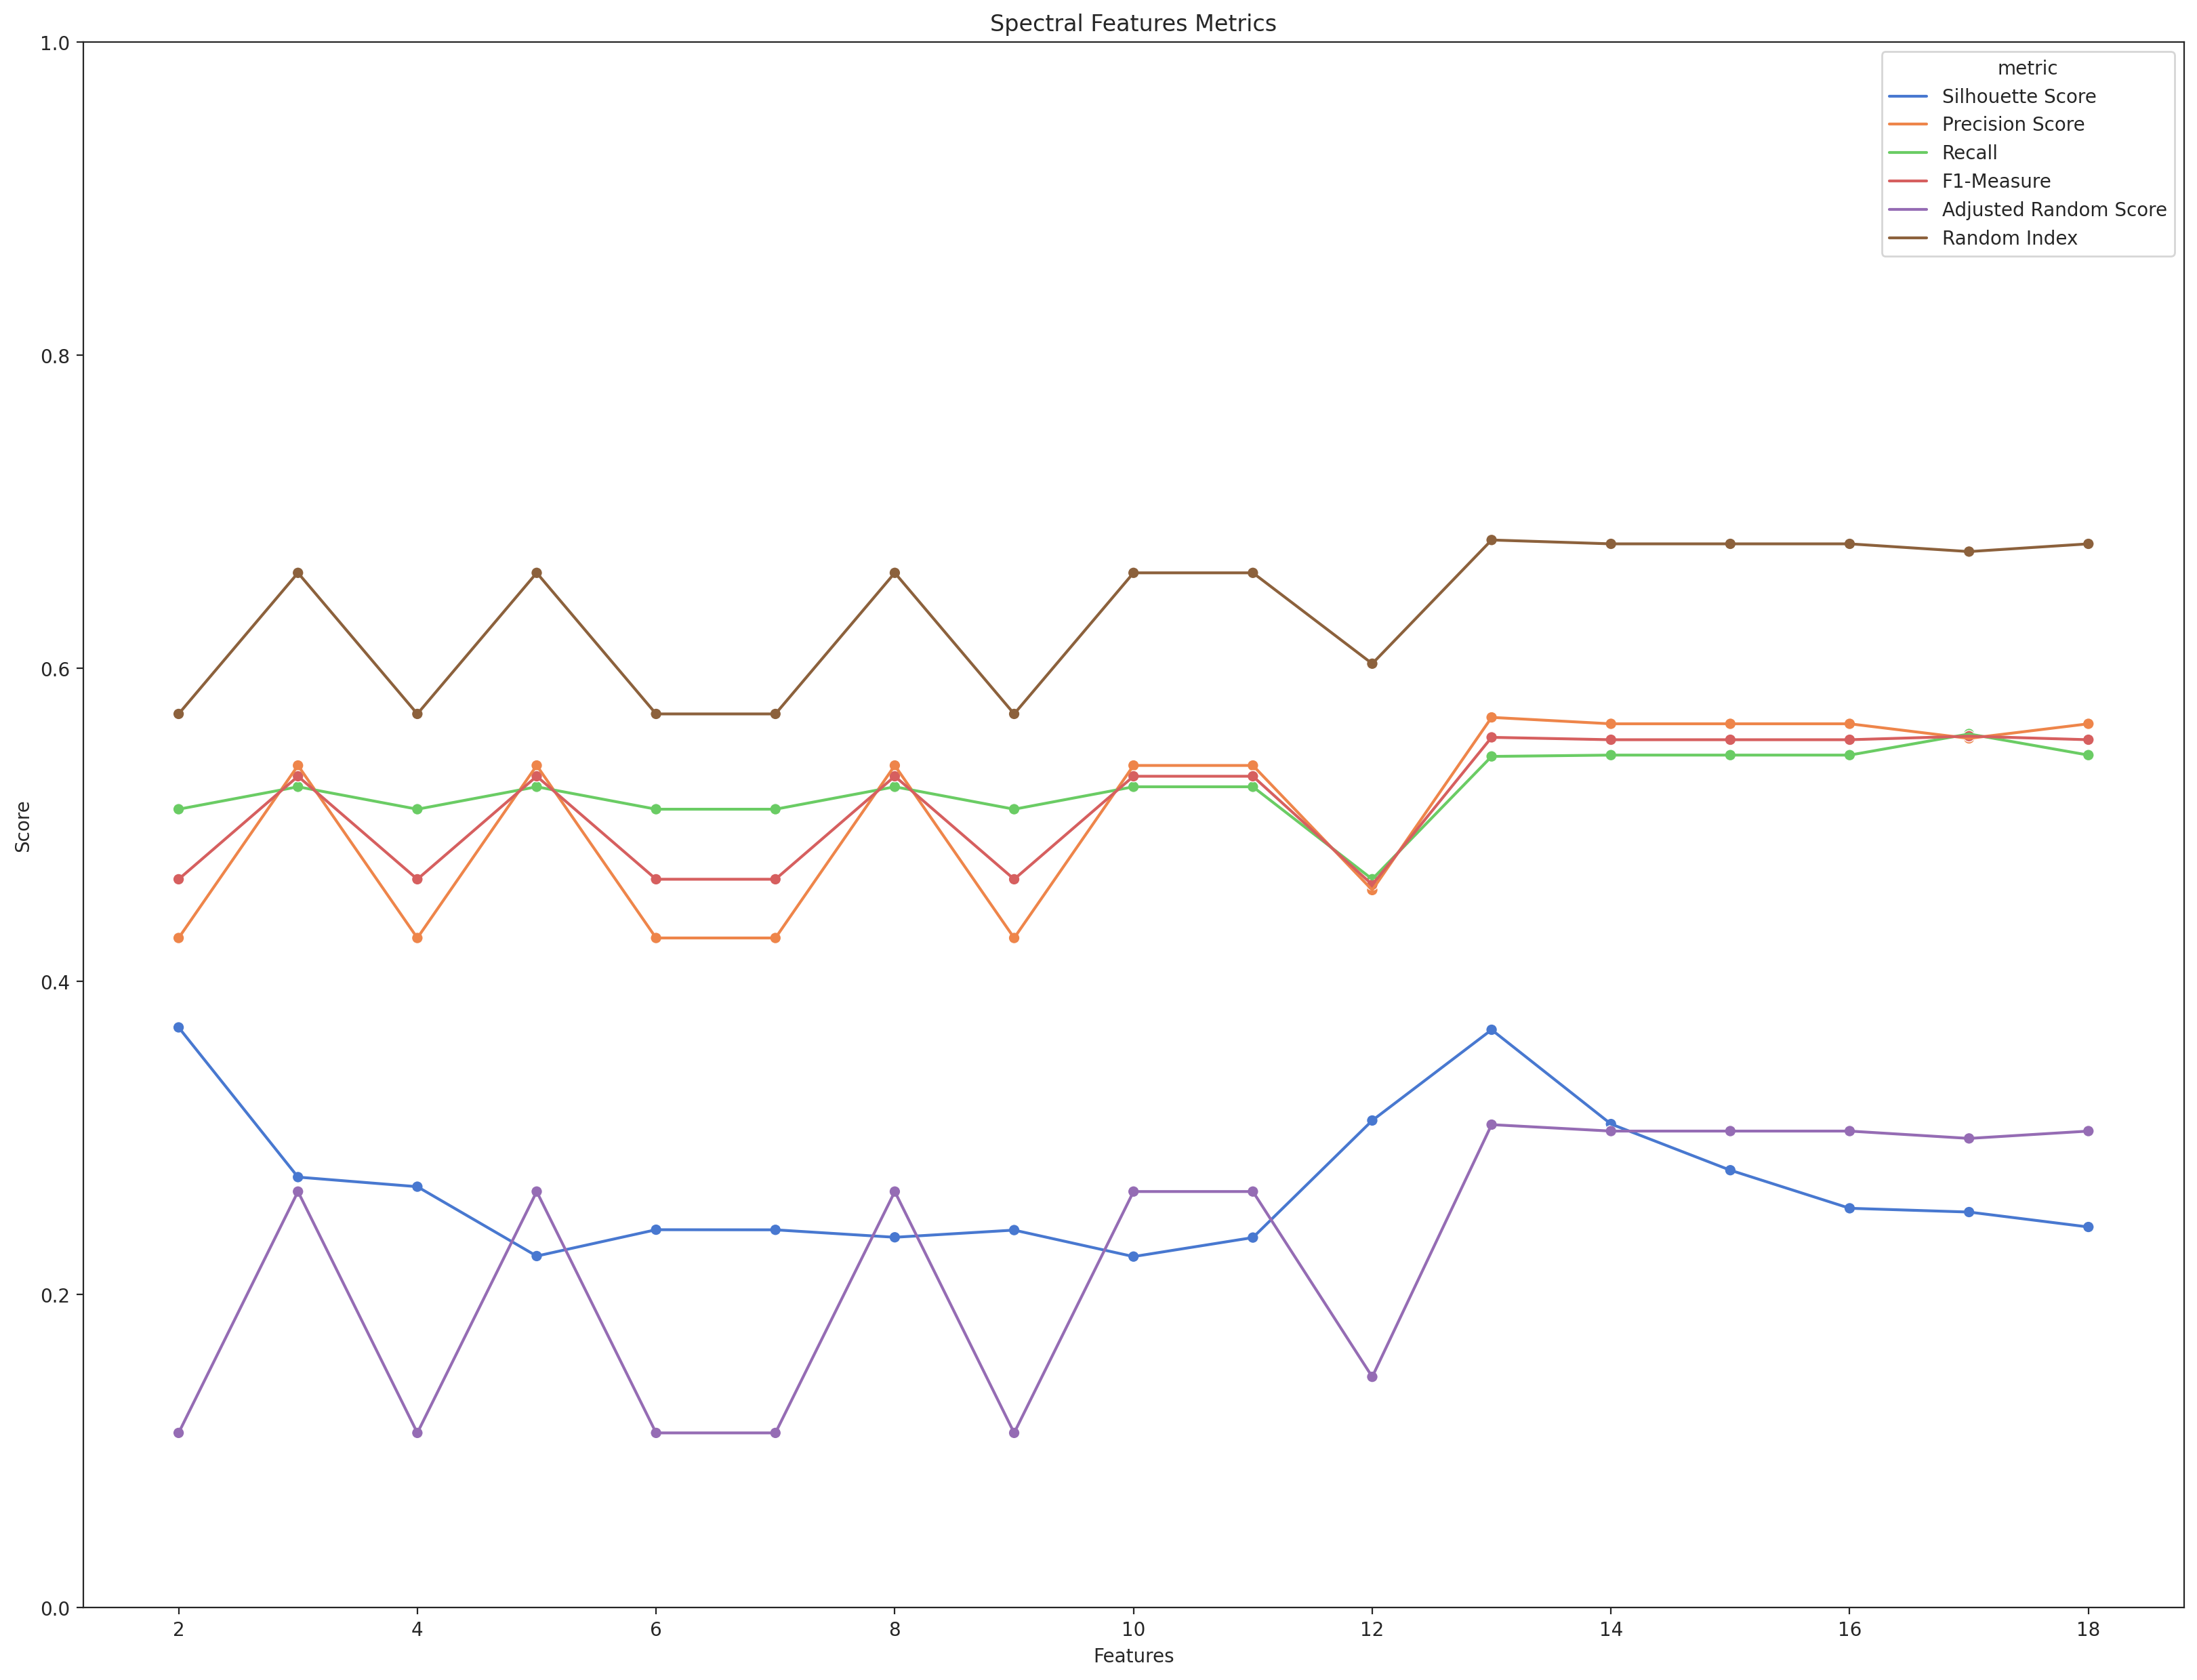 Spectral Features Metrics
1.0
0.8
0.6
0.4
0.2
0.0
Score
metric
Silhouette Score
Precision Score
Recall
F1-Measure
Adjusted Random Score
Random Index
2 4 6 8 10 12 14 16 18
Features